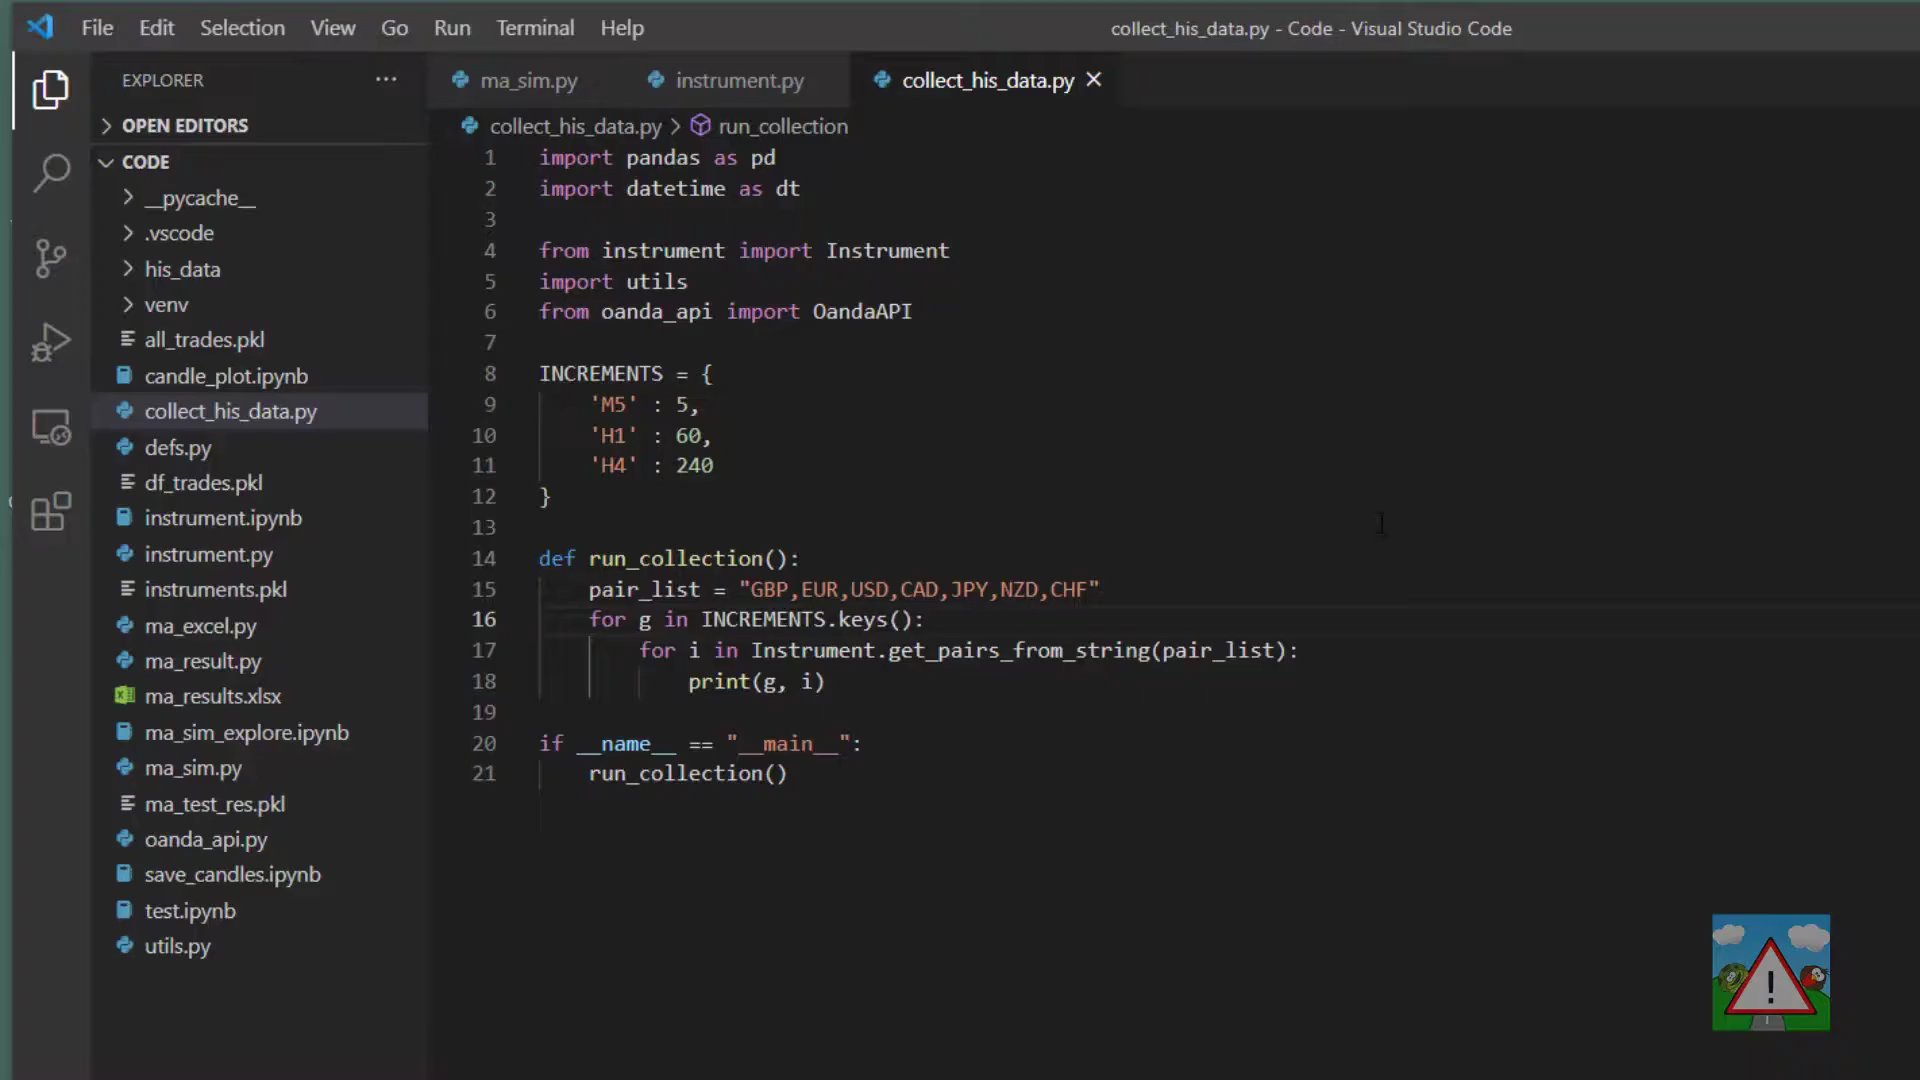 File Edit Selection View Go Run Terminal Help
collect_his_data.py - Code - Visual Studio Code
EXPLORER ...
OPEN EDITORS
CODE
__pycache__
.vscode
his_data
venv
all_trades.pkl
candle_plot.ipynb
collect_his_data.py
defs.py
df_trades.pkl
instrument.ipynb
instrument.py
instruments.pkl
ma_excel.py
ma_result.py
ma_results.xlsx
ma_sim_explore.ipynb
ma_sim.py
ma_test_res.pkl
oanda_api.py
save_candles.ipynb
test.ipynb
utils.py
ma_sim.py instrument.py collect_his_data.py
collect_his_data.py > run_collection
1 import pandas as pd
2 import datetime as dt
3
4 from instrument import Instrument
5 import utils
6 from oanda_api import OandaAPI
7
8 INCREMENTS = {
9 'M5' : 5,
10 'H1' : 60,
11 'H4' : 240
12 }
13
14 def run_collection():
15 pair_list = "GBP,EUR,USD,CAD,JPY,NZD,CHF"
16 for g in INCREMENTS.keys():
17 for i in Instrument.get_pairs_from_string(pair_list):
18 print(g, i)
19
20 if __name__ == "__main__":
21 run_collection()
!